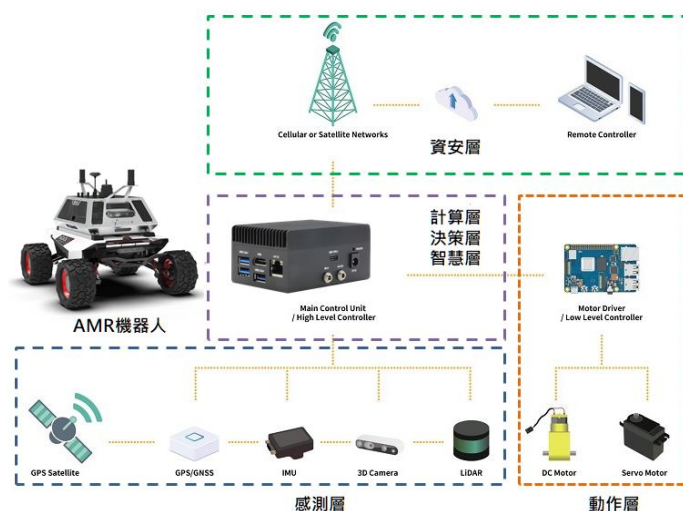 Cellular or Satellite Networks
Remote Controller
資安層
計算層
決策層
智慧層
Main Control Unit
/ High Level Controller
Motor Driver
/ Low Level Controller
AMR機器人
GPS Satellite
GPS/GNSS
IMU
3D Camera
LiDAR
DC Motor
Servo Motor
感測層
動作層